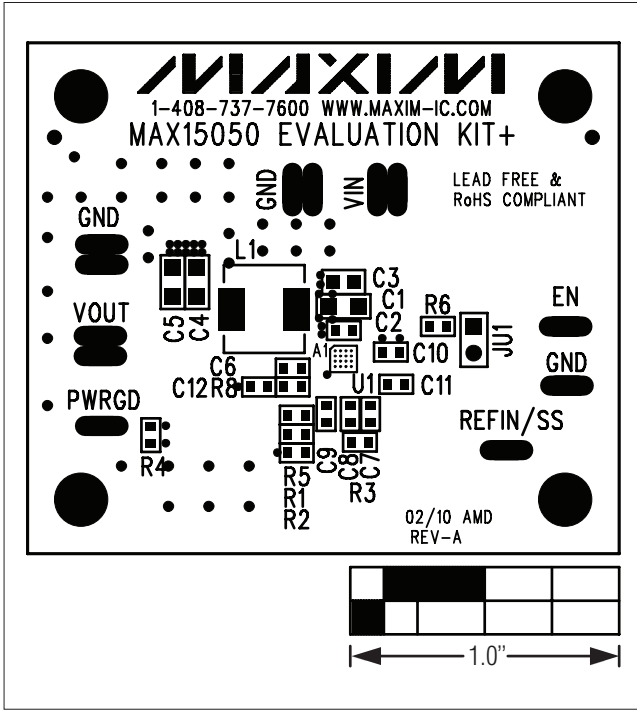 MAXIM
1-408-737-7600 WWW.MAXIM-IC.COM
MAX15050 EVALUATION KIT+
GND
VIN
LEAD FREE &
RoHS COMPLIANT
GND
L1
C3
C1
C2
R6
EN
VOUT
C5
C4
A1
C10
JU1
C6
GND
C12
R8
U1
C11
PWRGD
REFIN/SS
R4
C9
C8
C7
R5
R3
R1
R2
02/10 AMD
REV-A
1.0"